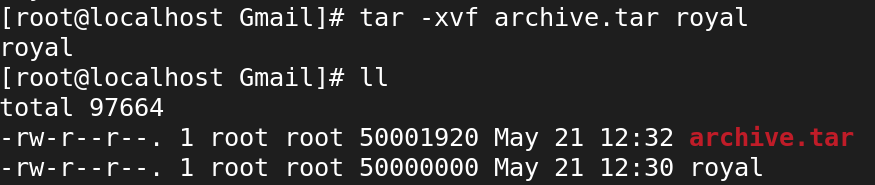 [root@localhost Gmail]# tar -xvf archive.tar royal
royal
[root@localhost Gmail]# ll
total 97664
-rw-r--r--. 1 root root 50001920 May 21 12:32 archive.tar
-rw-r--r--. 1 root root 50000000 May 21 12:30 royal